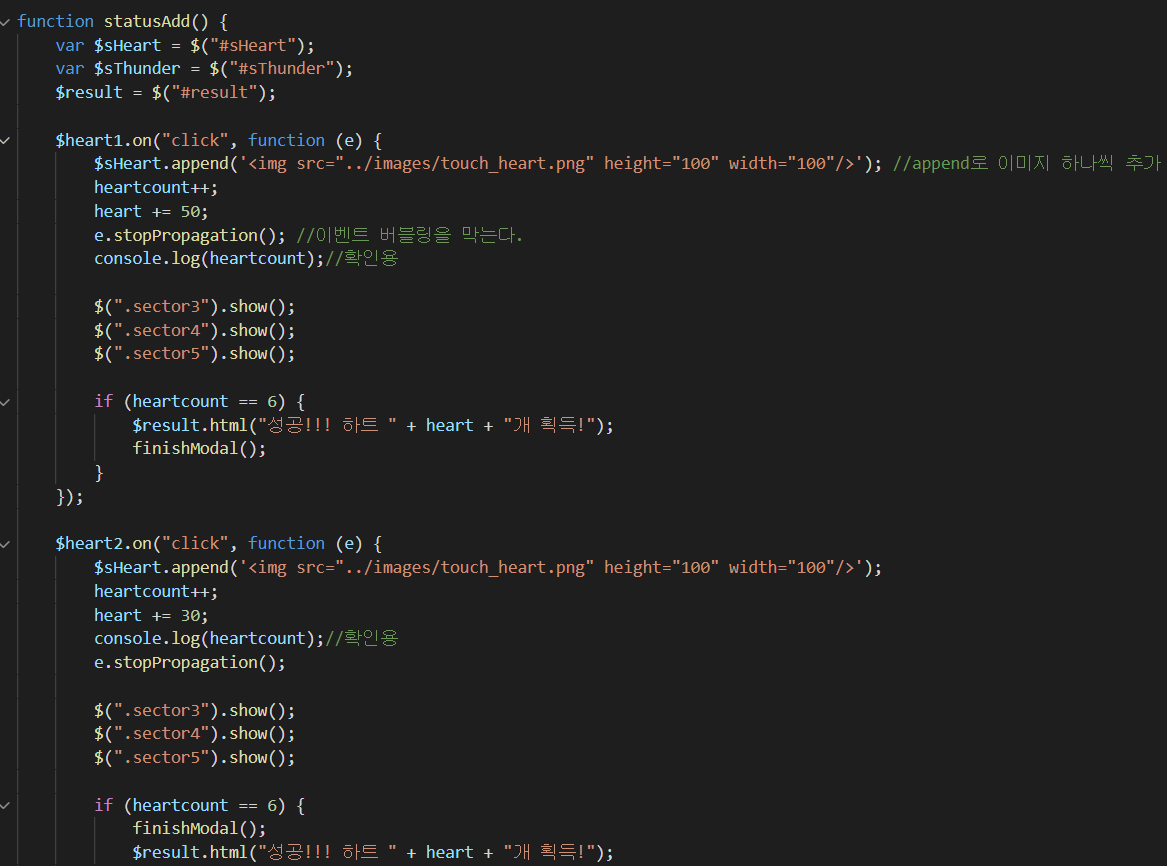 function statusAdd() {
var $sHeart = $("#sHeart");
var $sThunder = $("#sThunder");
$result = $("#result");
$heart1.on("click", function (e) {
$sHeart.append('<img src="../images/touch_heart.png" height="100" width="100"/>'); //append로 이미지 하나씩 추가
heartcount++;
heart += 50;
e.stopPropagation(); //이벤트 버블링을 막는다.
console.log(heartcount);//확인용
$(".sector3").show();
$(".sector4").show();
$(".sector5").show();
if (heartcount == 6) {
$result.html("성공!!! 하트 " + heart + "개 획득!");
finishModal();
}
});
$heart2.on("click", function (e) {
$sHeart.append('<img src="../images/touch_heart.png" height="100" width="100"/>');
heartcount++;
heart += 30;
console.log(heartcount);//확인용
e.stopPropagation();
$(".sector3").show();
$(".sector4").show();
$(".sector5").show();
if (heartcount == 6) {
finishModal();
$result.html("성공!!! 하트 " + heart + "개 획득!");